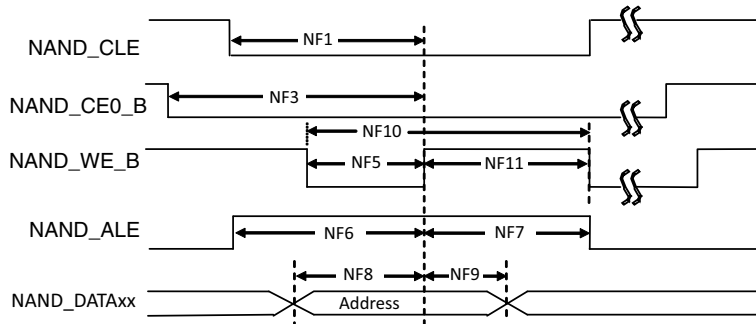 NAND_CLE
NF1
NAND_CE0_B
NF3
NF10
NAND_WE_B
NF5
NF11
NAND_ALE
NF6
NF7
NF8
NF9
NAND_DATAxx
Address